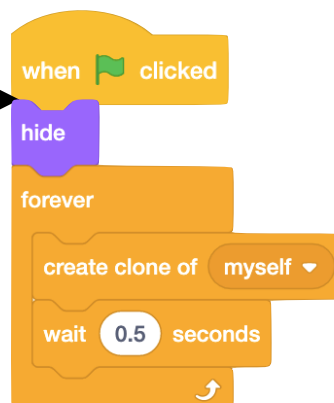 when clicked
hide
forever
create clone of myself
wait 0.5 seconds